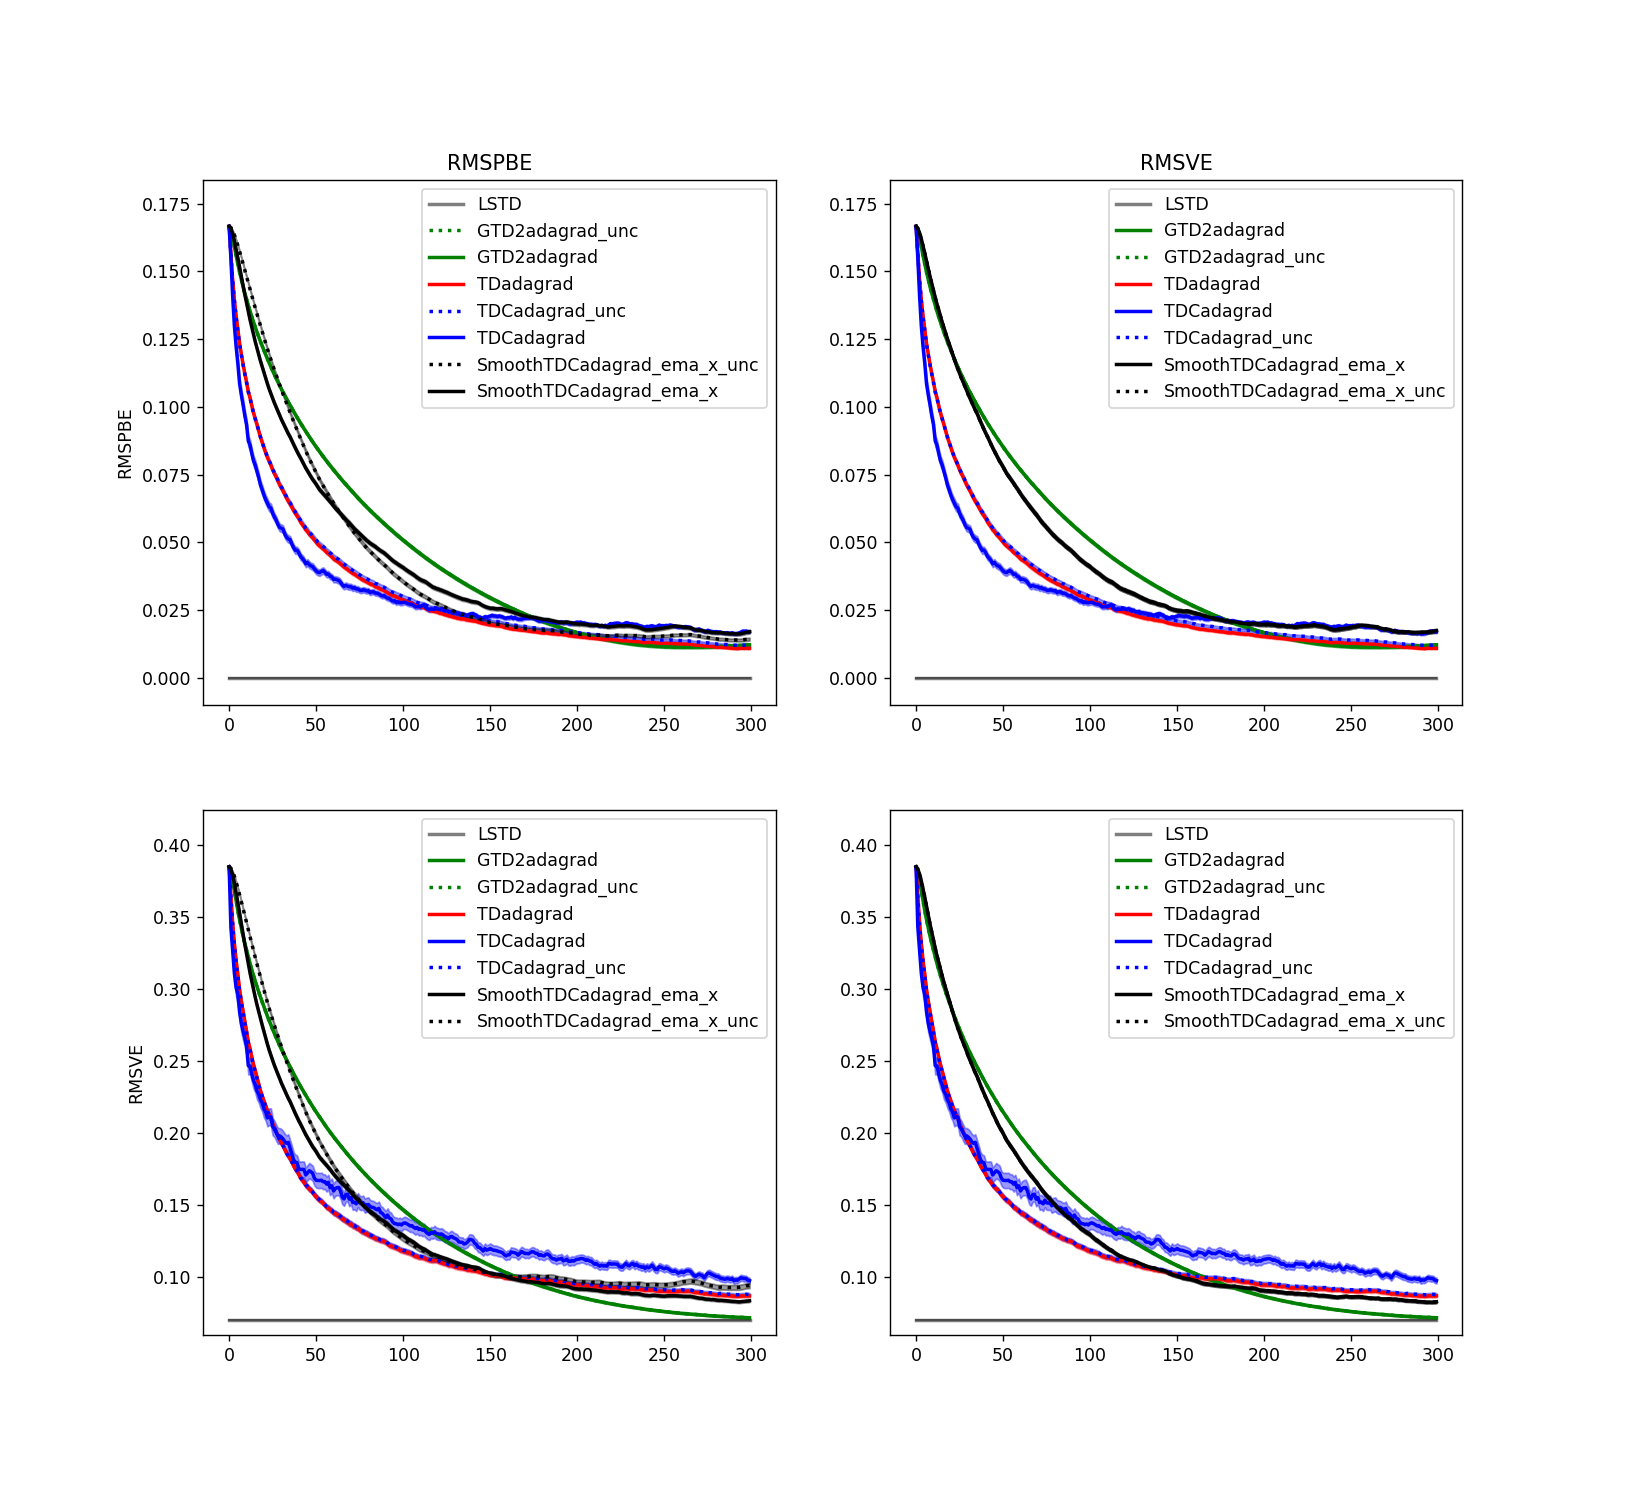 RMSPBE
RMSPBE
0.175
0.150
0.125
0.100
0.075
0.050
0.025
0.000
LSTD
GTD2adagrad_unc
GTD2adagrad
TDadagrad
TDCadagrad_unc
TDCadagrad
SmoothTDCadagrad_ema_x_unc
SmoothTDCadagrad_ema_x
0 50 100 150 200 250 300
RMSVE
0.175
0.150
0.125
0.100
0.075
0.050
0.025
0.000
LSTD
GTD2adagrad
GTD2adagrad_unc
TDadagrad
TDCadagrad
TDCadagrad_unc
SmoothTDCadagrad_ema_x
SmoothTDCadagrad_ema_x_unc
0 50 100 150 200 250 300
RMSVE
0.40
0.35
0.30
0.25
0.20
0.15
0.10
LSTD
GTD2adagrad
GTD2adagrad_unc
TDadagrad
TDCadagrad
TDCadagrad_unc
SmoothTDCadagrad_ema_x
SmoothTDCadagrad_ema_x_unc
0 50 100 150 200 250 300
0.40
0.35
0.30
0.25
0.20
0.15
0.10
LSTD
GTD2adagrad
GTD2adagrad_unc
TDadagrad
TDCadagrad
TDCadagrad_unc
SmoothTDCadagrad_ema_x
SmoothTDCadagrad_ema_x_unc
0 50 100 150 200 250 300